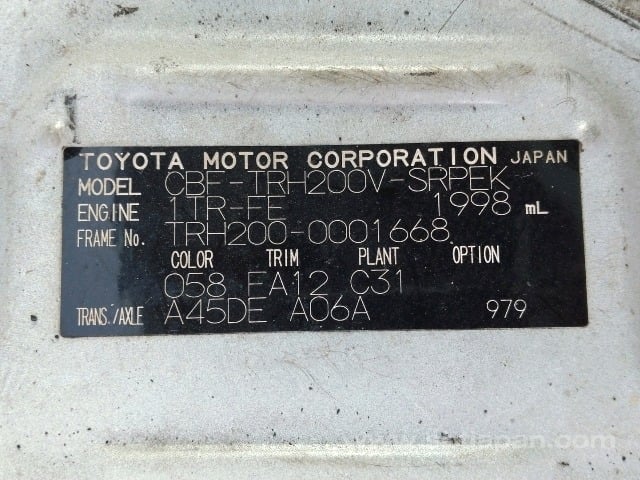 TOYOTA MOTOR CORPORATION JAPAN
MODEL CBF-TRH200V-SRPEK
ENGINE 1TR-FE 1998 mL
FRAME No. TRH200-0001668
COLOR TRIM PLANT OPTION
058 FA12 C31
TRANS./AXLE A45DE A06A 979